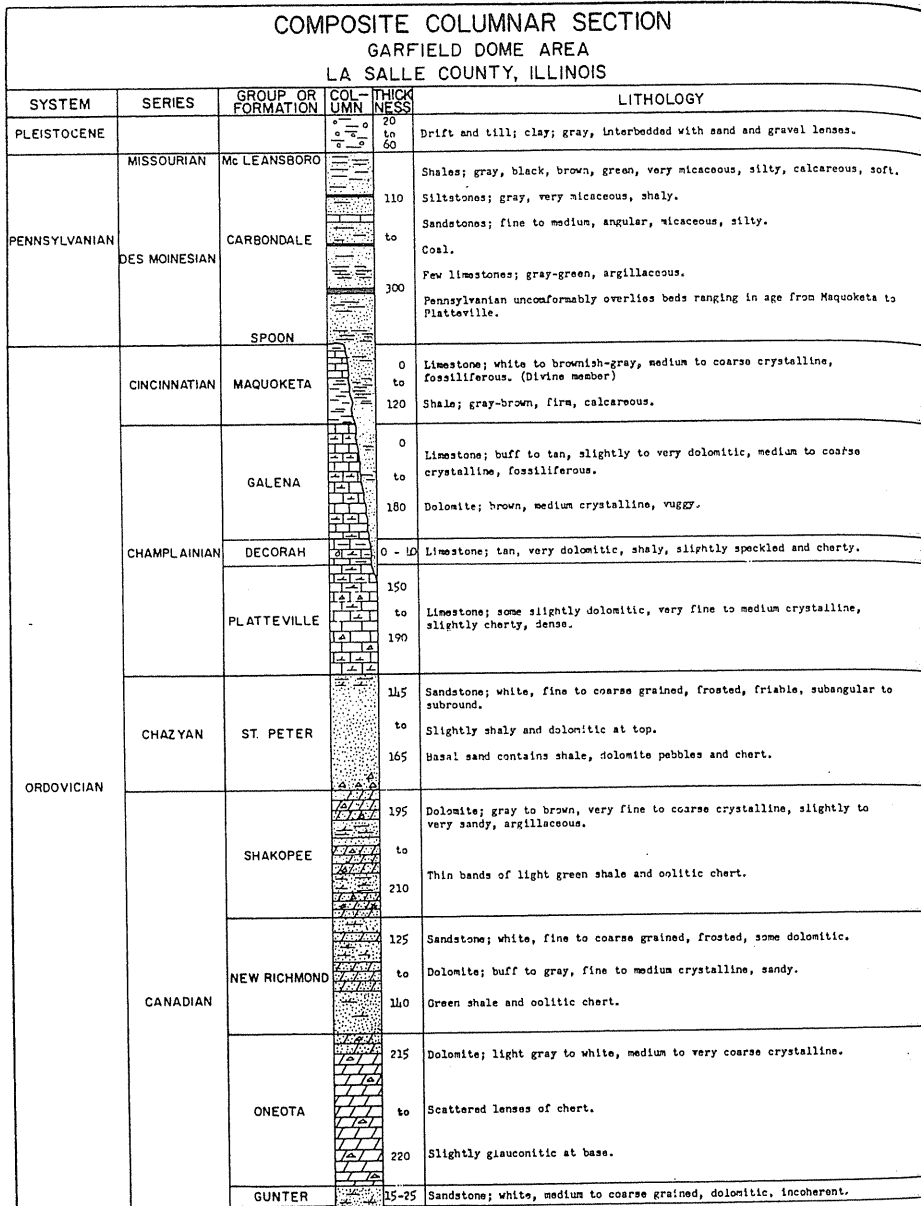 COMPOSITE COLUMNAR SECTION
GARFIELD DOME AREA
LA SALLE COUNTY, ILLINOIS
SYSTEM
SERIES
GROUP OR FORMATION
COL-UMN
THICK NESS
LITHOLOGY
PLEISTOCENE
20
to
60
Drift and till; clay; gray, interbedded with sand and gravel lenses.
PENNSYLVANIAN
MISSOURIAN
Mc LEANSBORO
DES MOINESIAN
CARBONDALE
SPOON
110
to
300
Shales; gray, black, brown, green, very micaceous, silty, calcareous, soft.
Siltstones; gray, very micaceous, shaly.
Sandstones; fine to medium, angular, micaceous, silty.
Coal.
Few limestones; gray-green, argillaceous.
Pennsylvanian unconformably overlies beds ranging in age from Maquoketa to
Platteville.
ORDOVICIAN
CINCINNATIAN
MAQUOKETA
0
to
120
Limestone; white to brownish-gray, medium to coarse crystalline,
fossiliferous. (Divine member)
Shale; gray-brown, firm, calcareous.
CHAMPLAINIAN
GALENA
0
to
180
Limestone; buff to tan, slightly to very dolomitic, medium to coarse
crystalline, fossiliferous.
Dolomite; brown, medium crystalline, vuggy.
DECORAH
0 - 10
Limestone; tan, very dolomitic, shaly, slightly speckled and cherty.
PLATTEVILLE
150
to
190
Limestone; some slightly dolomitic, very fine to medium crystalline,
slightly cherty, dense.
CHAZYAN
ST. PETER
145
to
165
Sandstone; white, fine to coarse grained, frosted, friable, subangular to
subround.
Slightly shaly and dolomitic at top.
Basal sand contains shale, dolomite pebbles and chert.
CANADIAN
SHAKOPEE
195
to
210
Dolomite; gray to brown, very fine to coarse crystalline, slightly to
very sandy, argillaceous.
Thin bands of light green shale and oolitic chert.
NEW RICHMOND
125
to
140
Sandstone; white, fine to coarse grained, frosted, some dolomitic.
Dolomite; buff to gray, fine to medium crystalline, sandy.
Green shale and oolitic chert.
ONEOTA
215
to
220
Dolomite; light gray to white, medium to very coarse crystalline.
Scattered lenses of chert.
Slightly glauconitic at base.
GUNTER
15-25
Sandstone; white, medium to coarse grained, dolomitic, incoherent.